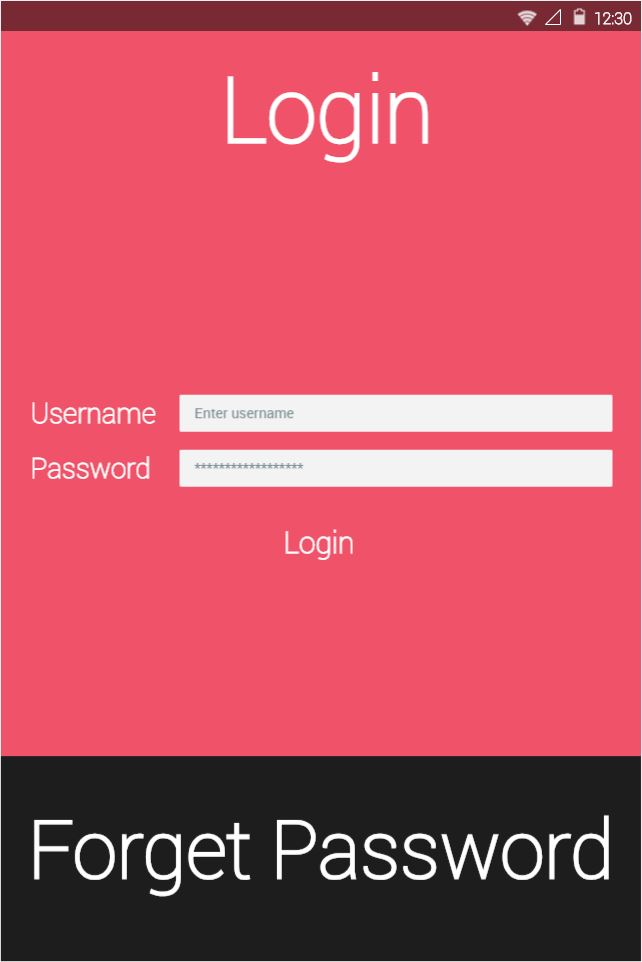 12:30
Login
Username Enter username
Password ******************
Login
Forget Password